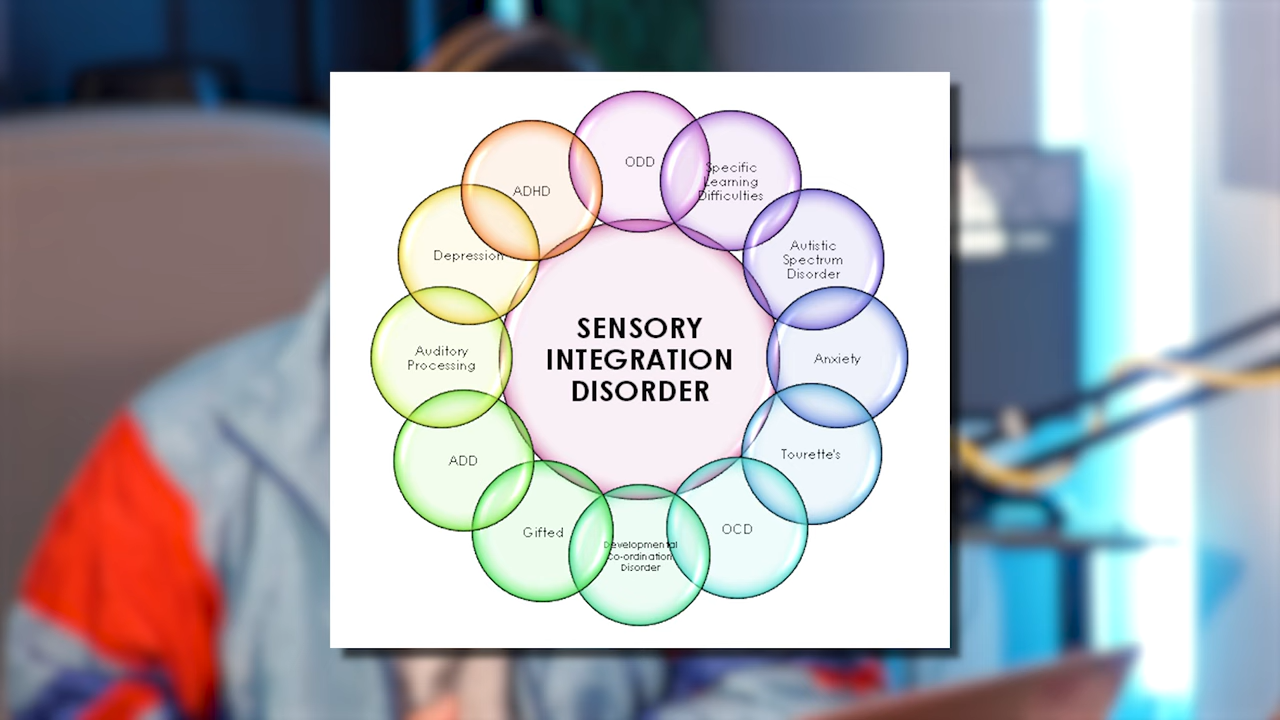 ODD
Specific
Learning
Difficulties
Autistic
Spectrum
Disorder
Anxiety
Tourette's
OCD
Developmental
Co-ordination
Disorder
Gifted
ADD
Auditory
Processing
Depression
ADHD
SENSORY
INTEGRATION
DISORDER